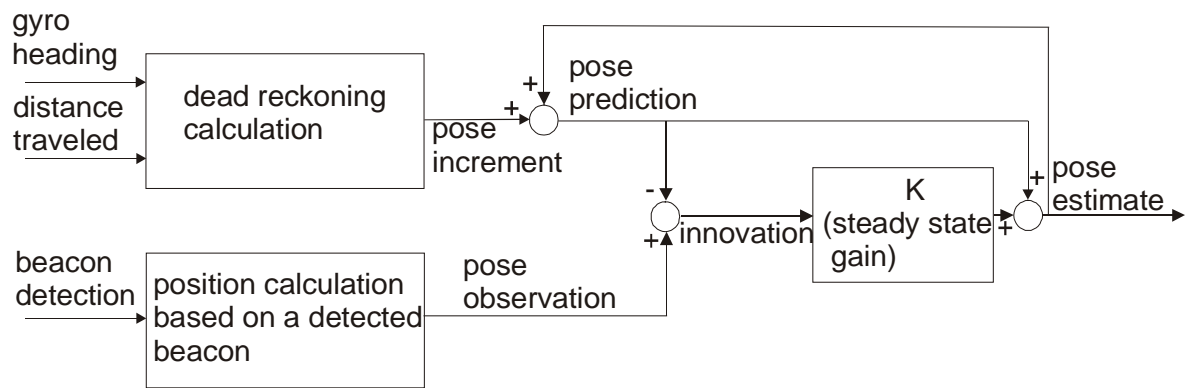 gyro
heading
distance
traveled
dead reckoning
calculation
pose
increment
+
+
pose
prediction
-
+
innovation
K
(steady state
gain)
+
+
pose
estimate
beacon
detection
position calculation
based on a detected
beacon
pose
observation